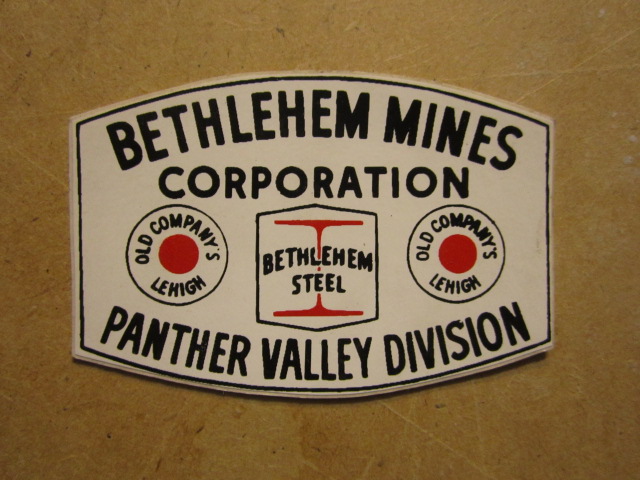 BETHLEHEM MINES
CORPORATION
OLD COMPANY'S
LEHIGH
BETHLEHEM
STEEL
OLD COMPANY'S
LEHIGH
PANTHER VALLEY DIVISION